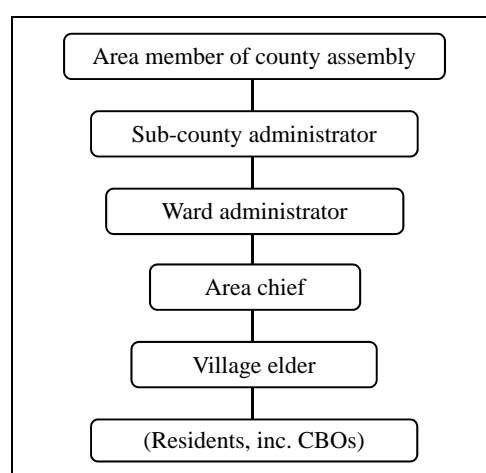 Area member of county assembly
Sub-county administrator
Ward administrator
Area chief
Village elder
(Residents, inc. CBOs)